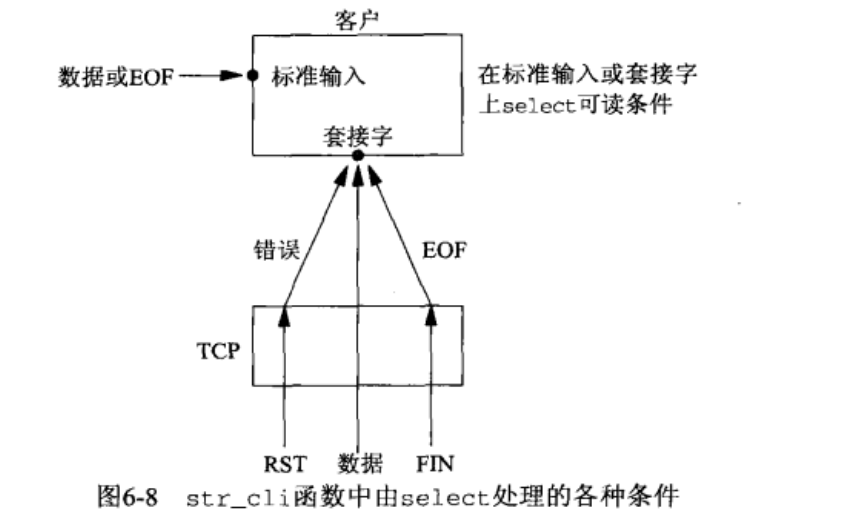 客户
数据或EOF
标准输入
在标准输入或套接字
上select可读条件
套接字
错误
EOF
TCP
RST
数据
FIN
图6-8 str_cli函数中由select处理的各种条件